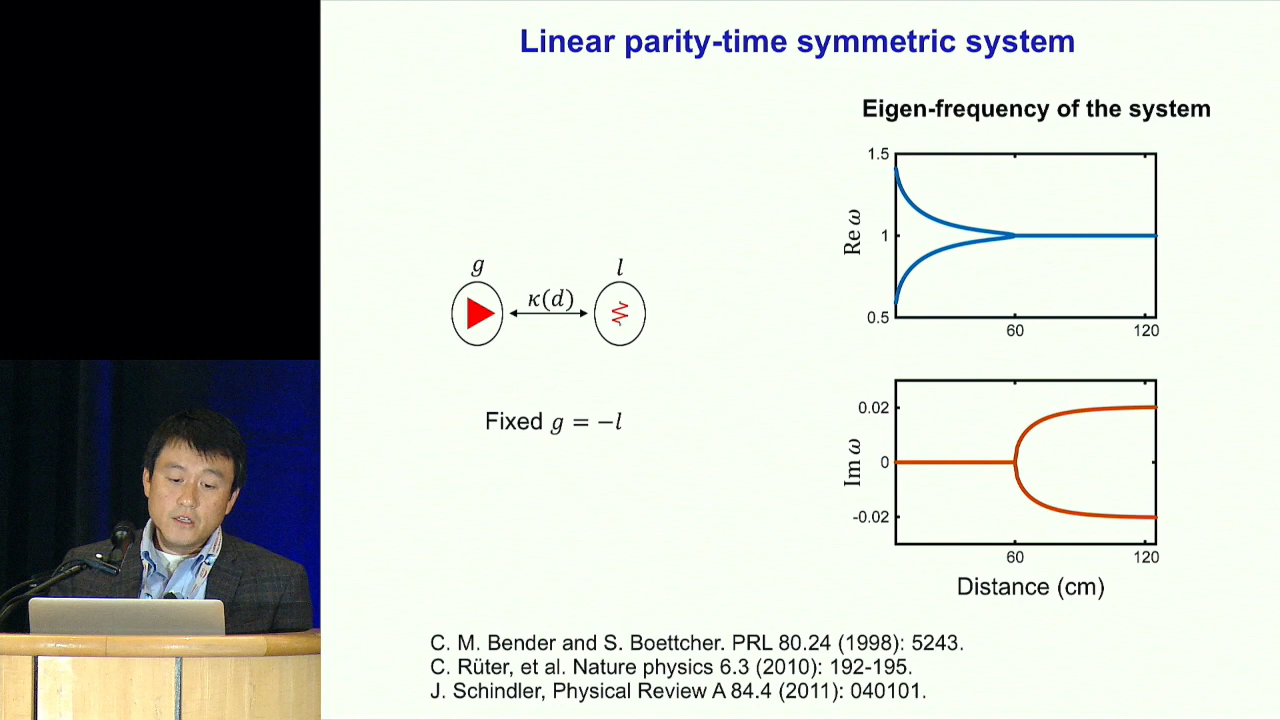 Linear parity-time symmetric system
Eigen-frequency of the system
1.5
Re ω
1
0.5
60
120
g
l
κ(d)
Fixed g = −l
0.02
Im ω
0
-0.02
60
120
Distance (cm)
C. M. Bender and S. Boettcher. PRL 80.24 (1998): 5243.
C. Rüter, et al. Nature physics 6.3 (2010): 192-195.
J. Schindler, Physical Review A 84.4 (2011): 040101.